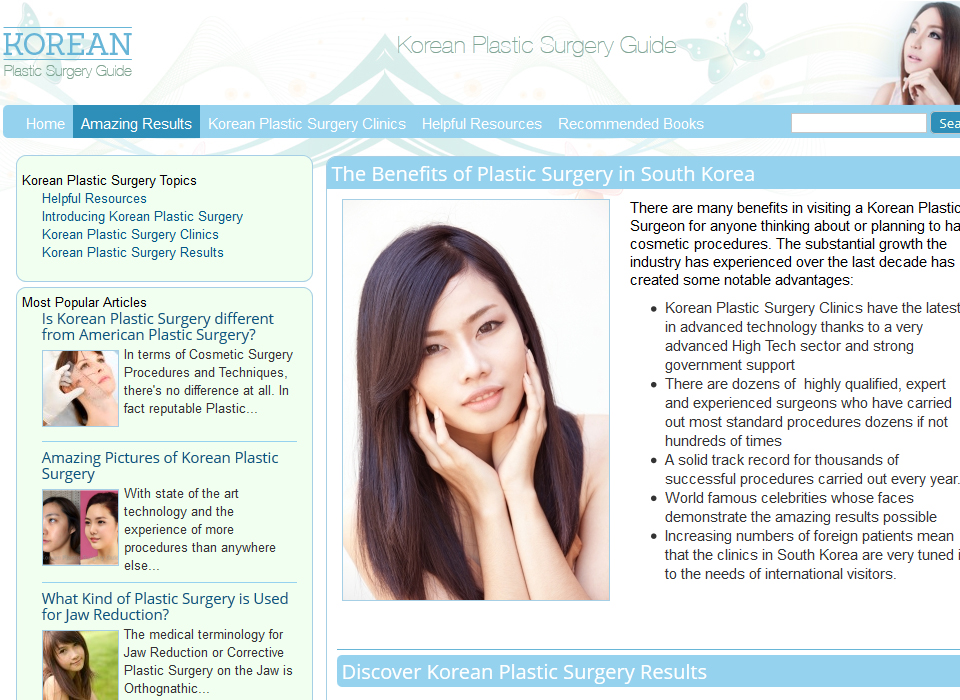 KOREAN
Plastic Surgery Guide
Korean Plastic Surgery Guide
Home Amazing Results Korean Plastic Surgery Clinics Helpful Resources Recommended Books
Korean Plastic Surgery Topics
Helpful Resources
Introducing Korean Plastic Surgery
Korean Plastic Surgery Clinics
Korean Plastic Surgery Results
Most Popular Articles
Is Korean Plastic Surgery different
from American Plastic Surgery?
In terms of Cosmetic Surgery
Procedures and Techniques,
there's no difference at all. In
fact reputable Plastic...
Amazing Pictures of Korean Plastic
Surgery
With state of the art
technology and the
experience of more
procedures than anywhere
else...
What Kind of Plastic Surgery is Used
for Jaw Reduction?
The medical terminology for
Jaw Reduction or Corrective
Plastic Surgery on the Jaw is
Orthognathic...
The Benefits of Plastic Surgery in South Korea
There are many benefits in visiting a Korean Plastic
Surgeon for anyone thinking about or planning to
cosmetic procedures. The substantial growth the
industry has experienced over the last decade has
created some notable advantages:
Korean Plastic Surgery Clinics have the latest
in advanced technology thanks to a very
advanced High Tech sector and strong
government support
There are dozens of highly qualified, expert
and experienced surgeons who have carried
out most standard procedures dozens if not
hundreds of times
A solid track record for thousands of
successful procedures carried out every year.
World famous celebrities whose faces
demonstrate the amazing results possible
Increasing numbers of foreign patients mean
that the clinics in South Korea are very tuned
to the needs of international visitors.
Discover Korean Plastic Surgery Results